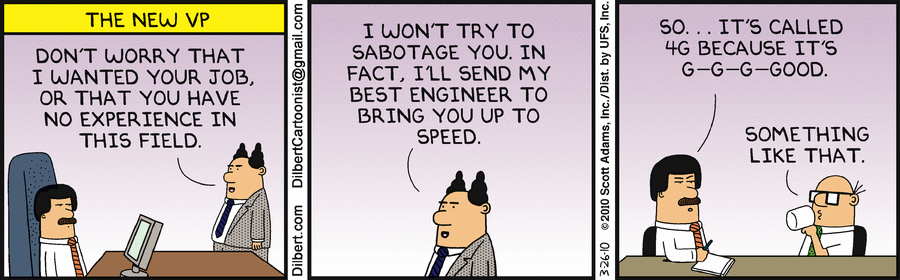 THE NEW VP
DON'T WORRY THAT
I WANTED YOUR JOB,
OR THAT YOU HAVE
NO EXPERIENCE IN
THIS FIELD.
Dilbert.com DilbertCartoonist@gmail.com
I WON'T TRY TO
SABOTAGE YOU. IN
FACT, I'LL SEND MY
BEST ENGINEER TO
BRING YOU UP TO
SPEED.
3-26-10 ©2010 Scott Adams, Inc./Dist. by UFS, Inc.
SO... IT'S CALLED
4G BECAUSE IT'S
G-G-G-GOOD.
SOMETHING
LIKE THAT.